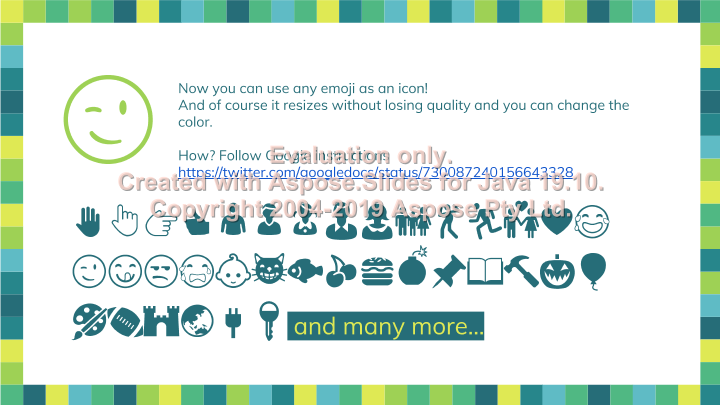 Now you can use any emoji as an icon!
And of course it resizes without losing quality and you can change the
color.
How? Follow Google instructions
https://twitter.com/googledocs/status/730087240156643328
Evaluation only.
Created with Aspose.Slides for Java 19.10.
Copyright 2004-2019 Aspose Pty Ltd.
and many more...